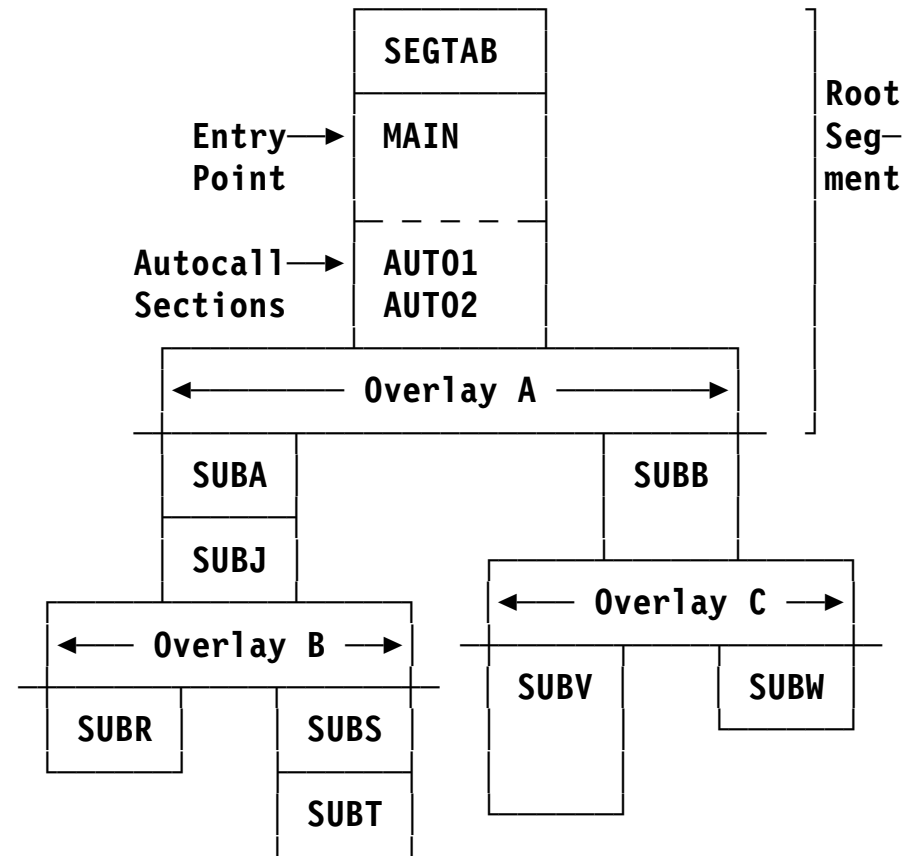 SEGTAB
Root
Entry MAIN Seg–
Point ment
Autocall AUTO1
Sections AUTO2
Overlay A
SUBA SUBB
SUBJ
Overlay C
Overlay B
SUBV SUBW
SUBR SUBS
SUBT